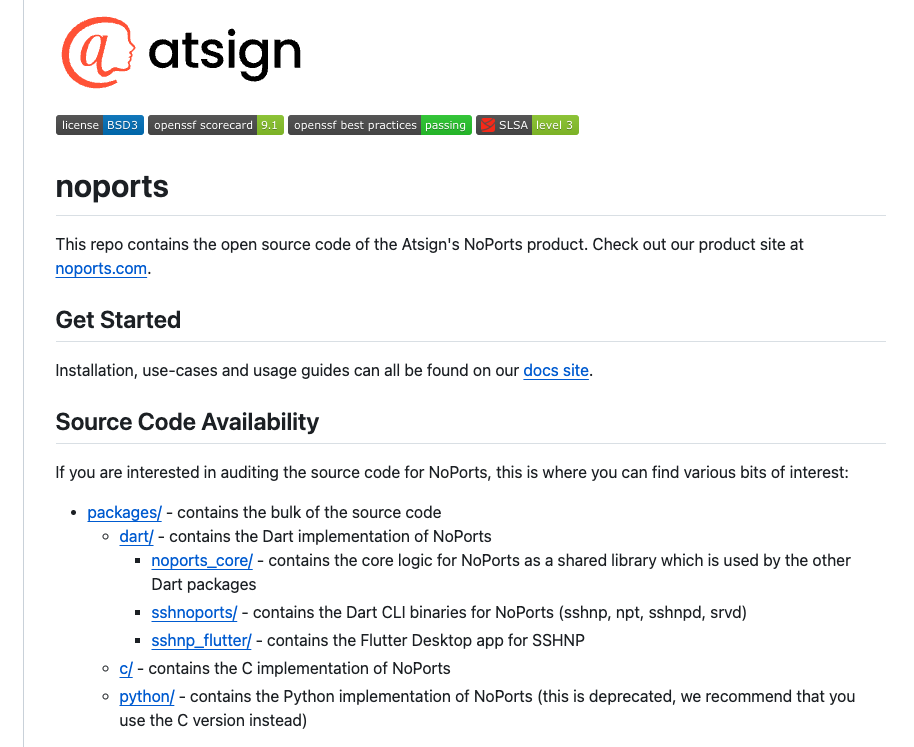 atsign
license BSD3 openssf scorecard 9.1 openssf best practices passing SLSA level 3
noports
This repo contains the open source code of the Atsign's NoPorts product. Check out our product site at
noports.com.
Get Started
Installation, use-cases and usage guides can all be found on our docs site.
Source Code Availability
If you are interested in auditing the source code for NoPorts, this is where you can find various bits of interest:
• packages/ - contains the bulk of the source code
◦ dart/ - contains the Dart implementation of NoPorts
▪ noports_core/ - contains the core logic for NoPorts as a shared library which is used by the other
Dart packages
▪ sshnoports/ - contains the Dart CLI binaries for NoPorts (sshnp, npt, sshnpd, srvd)
▪ sshnp_flutter/ - contains the Flutter Desktop app for SSHNP
◦ c/ - contains the C implementation of NoPorts
◦ python/ - contains the Python implementation of NoPorts (this is deprecated, we recommend that you
use the C version instead)